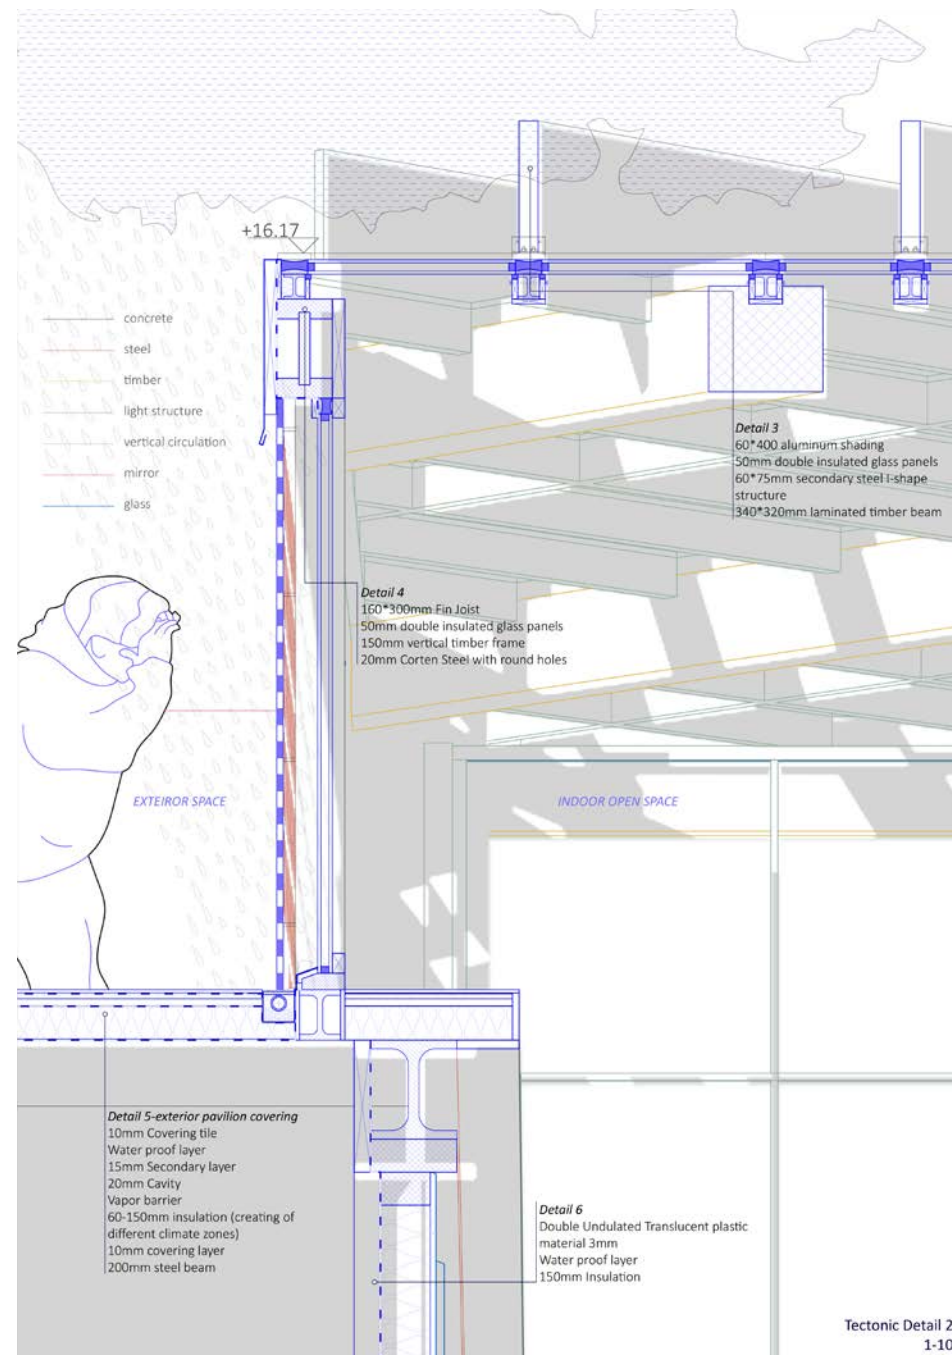 +16.17
concrete
steel
timber
light structure
vertical circulation
mirror
glass
Detail 3
60*400 aluminum shading
50mm double insulated glass panels
60*75mm secondary steel I-shape
structure
340*320mm laminated timber beam
Detail 4
160*300mm Fin Joist
50mm double insulated glass panels
150mm vertical timber frame
20mm Corten Steel with round holes
EXTEIROR SPACE
INDOOR OPEN SPACE
Detail 5-exterior pavilion covering
10mm Covering tile
Water proof layer
15mm Secondary layer
20mm Cavity
Vapor barrier
60-150mm insulation (creating of
different climate zones)
10mm covering layer
200mm steel beam
Detail 6
Double Undulated Translucent plastic
material 3mm
Water proof layer
150mm Insulation
Tectonic Detail 2
1-10